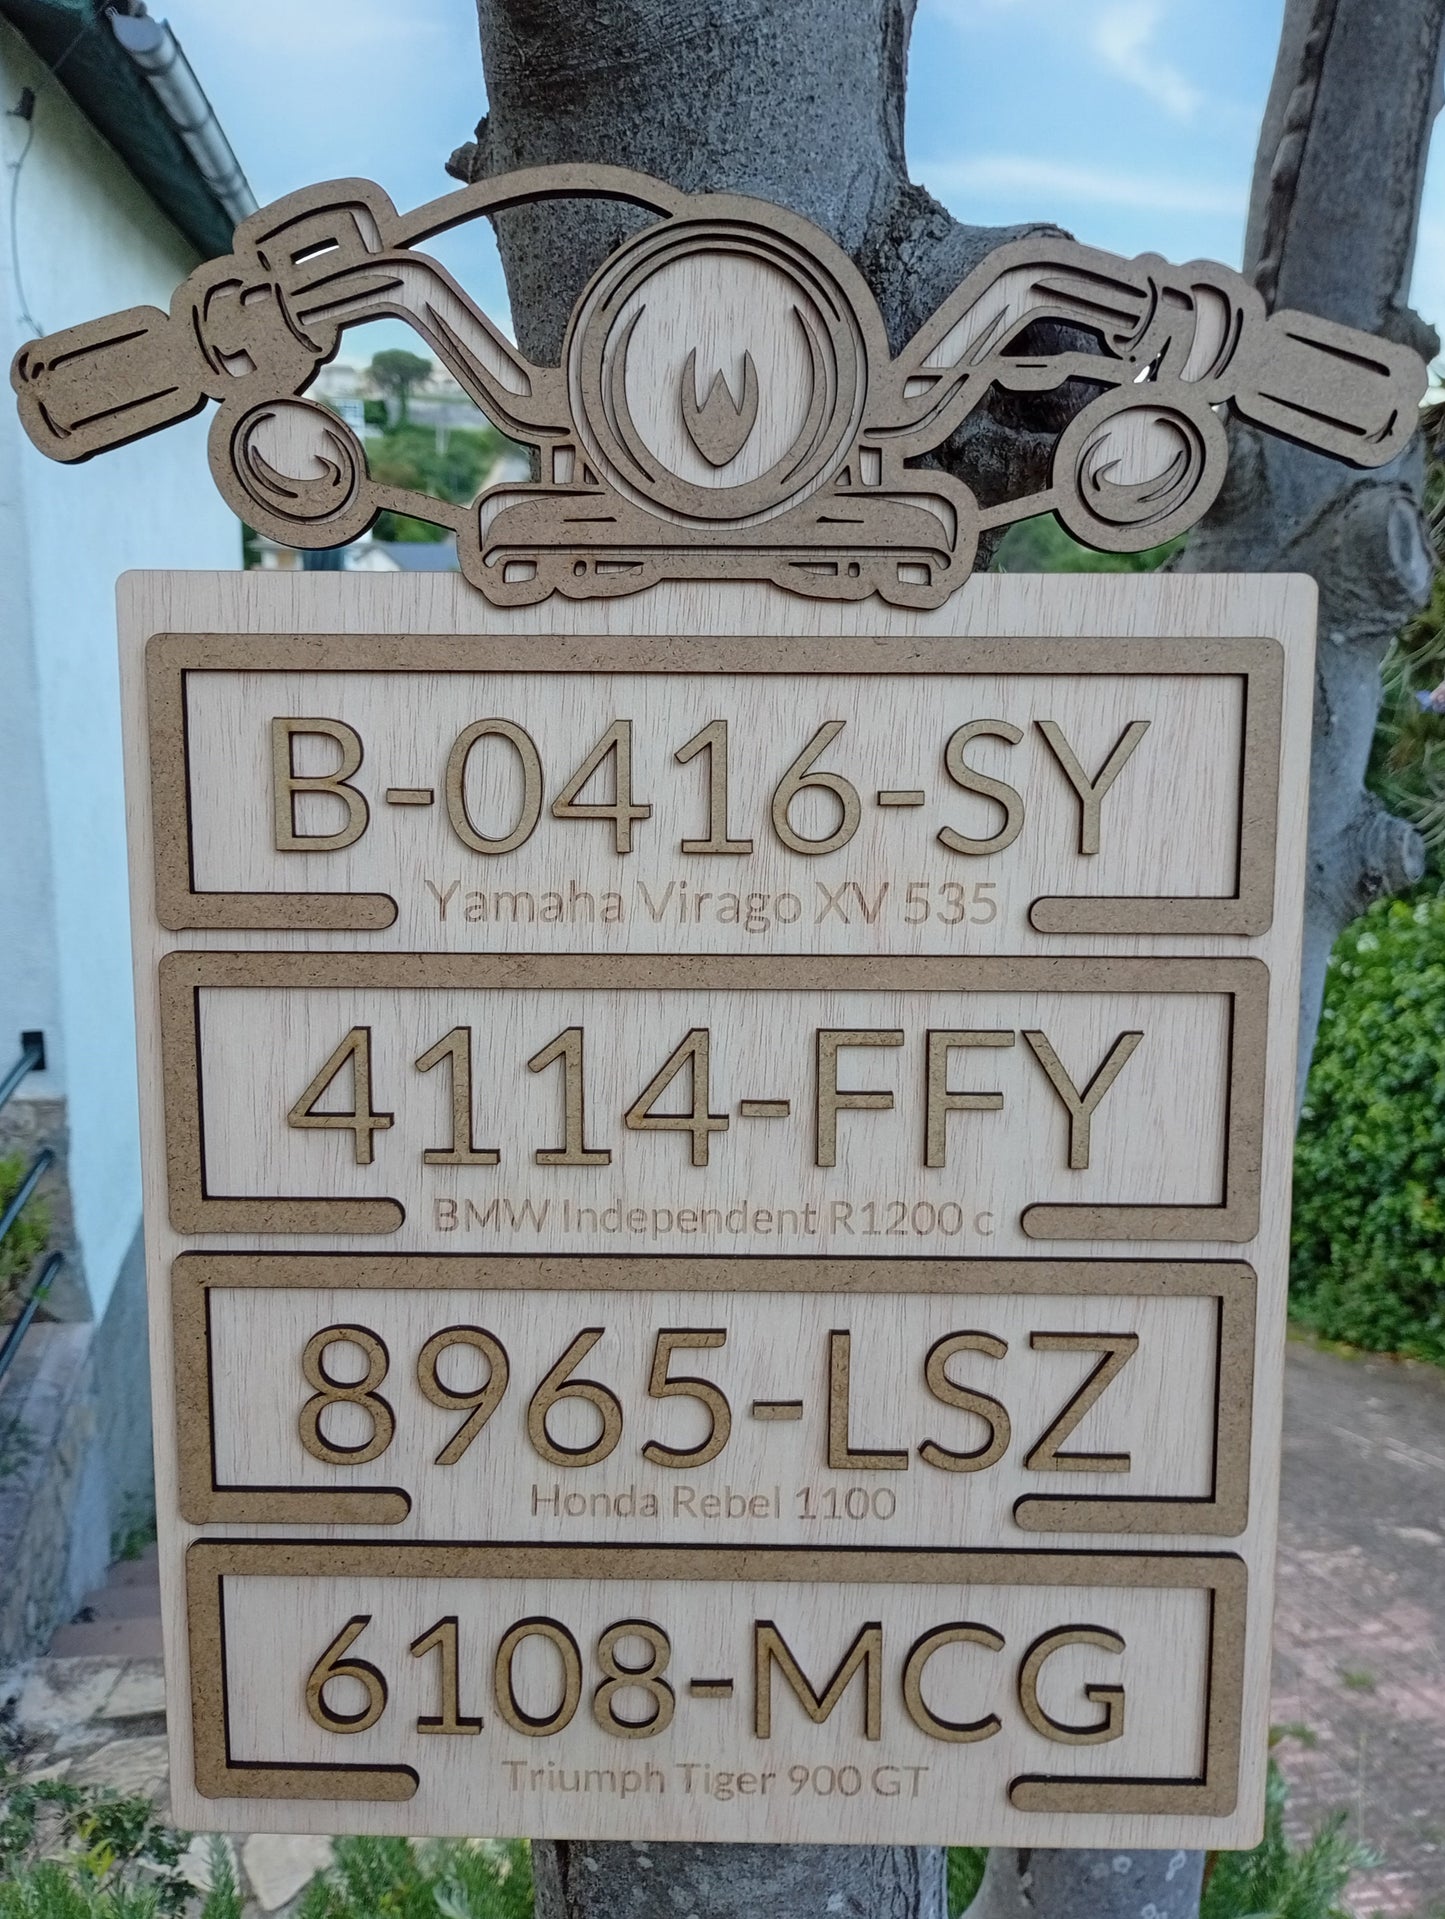 B-0416-SY
Yamaha Virago XV 535
4114-FFY
BMW Independent R1200 c
8965-LSZ
Honda Rebel 1100
6108-MCG
Triumph Tiger 900 GT